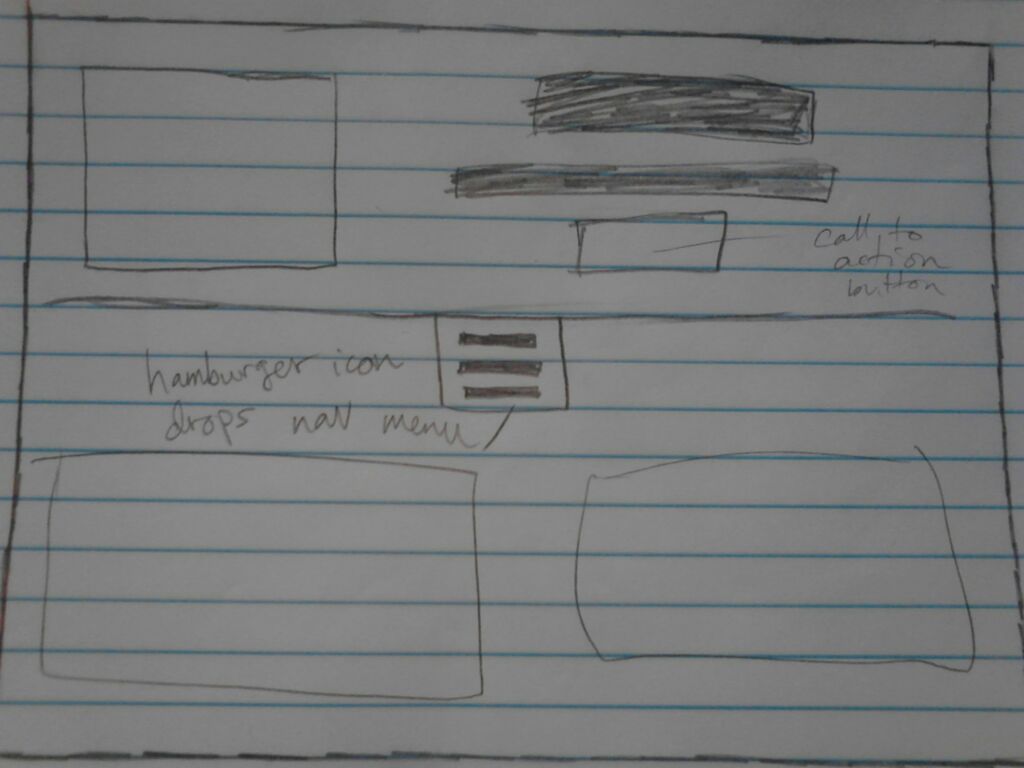 call to
action
button
hamburger icon
drops nav menu